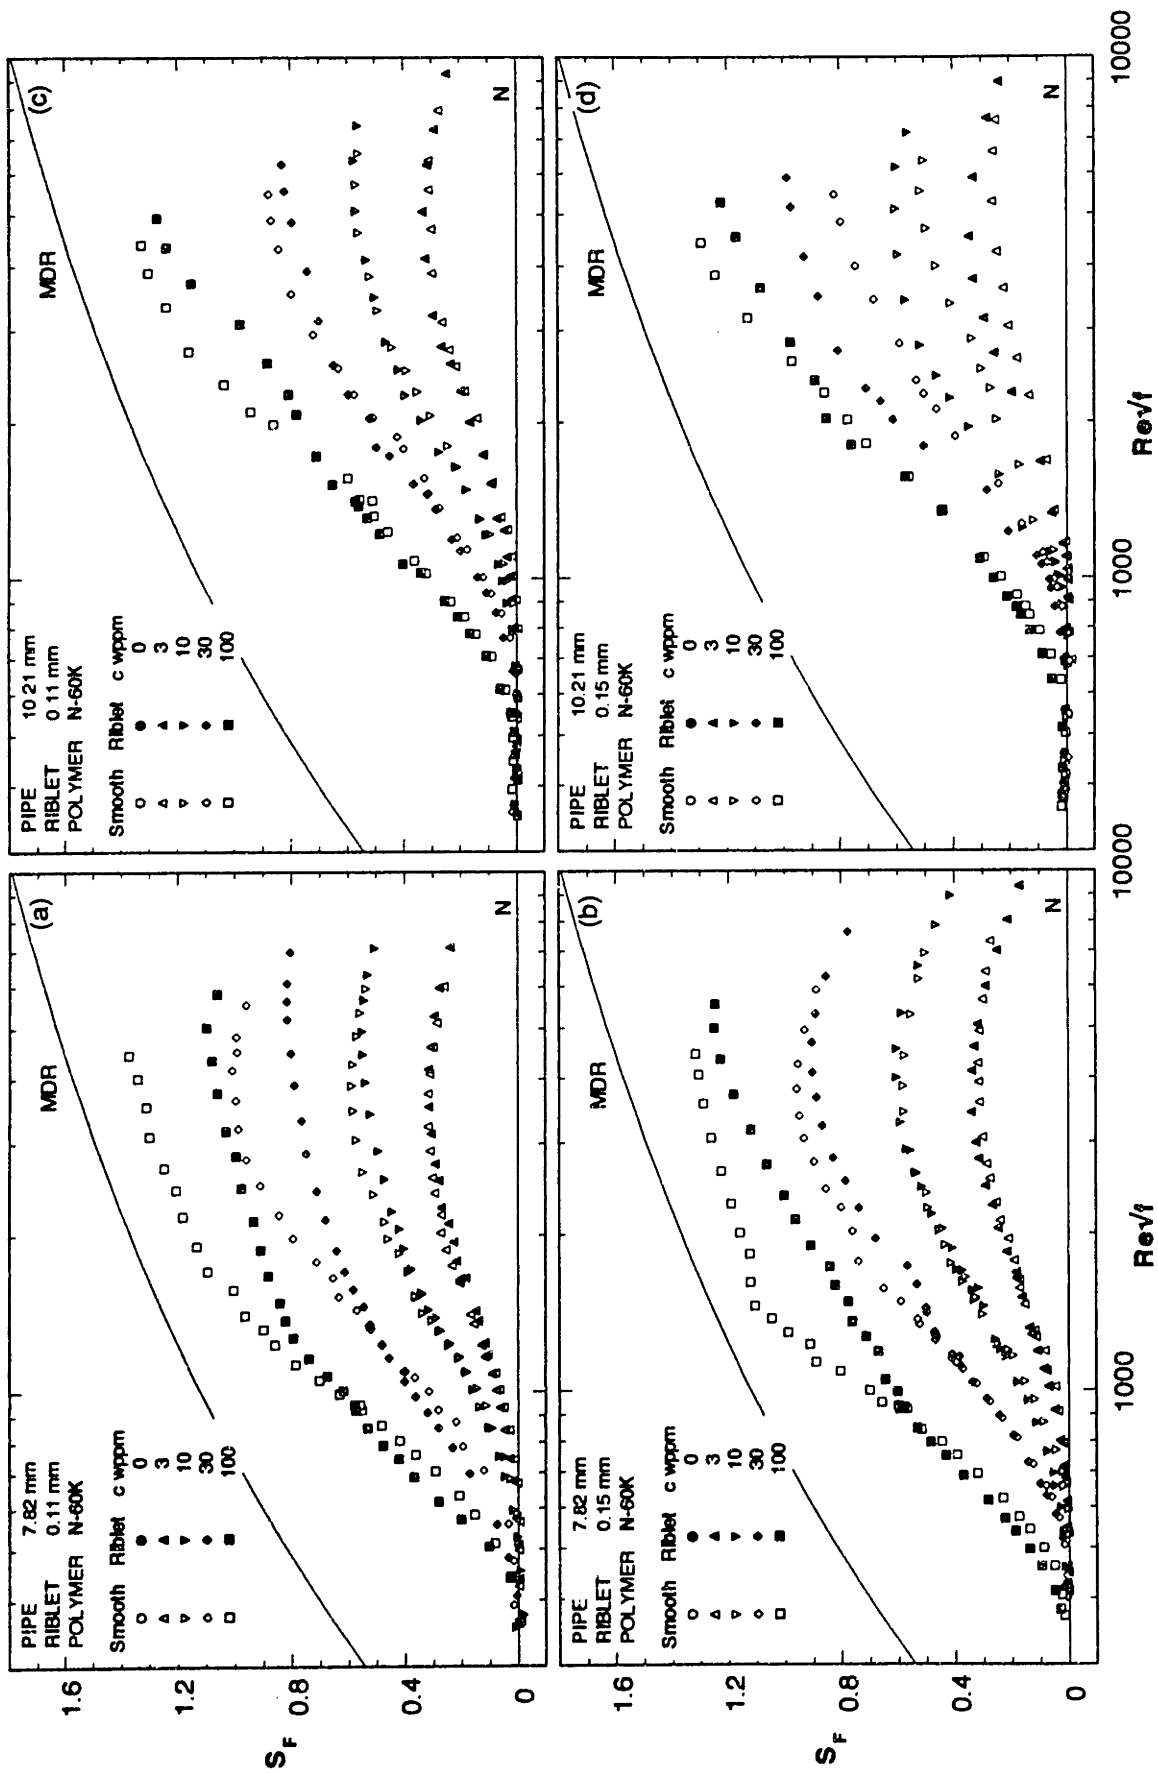 (a)
PIPE 7.82 mm
RIBLET 0.11 mm
POLYMER N-60K
Smooth Riblet c wppm
0
3
10
30
100
MDR
N
S_F
1.6
1.2
0.8
0.4
0
(c)
PIPE 10 21 mm
RIBLET 0.11 mm
POLYMER N-60K
Smooth Riblet c wppm
0
3
10
30
100
MDR
N
(b)
PIPE 7.82 mm
RIBLET 0.15 mm
POLYMER N-60K
Smooth Riblet c wppm
0
3
10
30
100
MDR
N
S_F
1.6
1.2
0.8
0.4
0
1000
10000
Re√f
(d)
PIPE 10.21 mm
RIBLET 0.15 mm
POLYMER N-60K
Smooth Riblet c wppm
0
3
10
30
100
MDR
N
1000
10000
Re√f